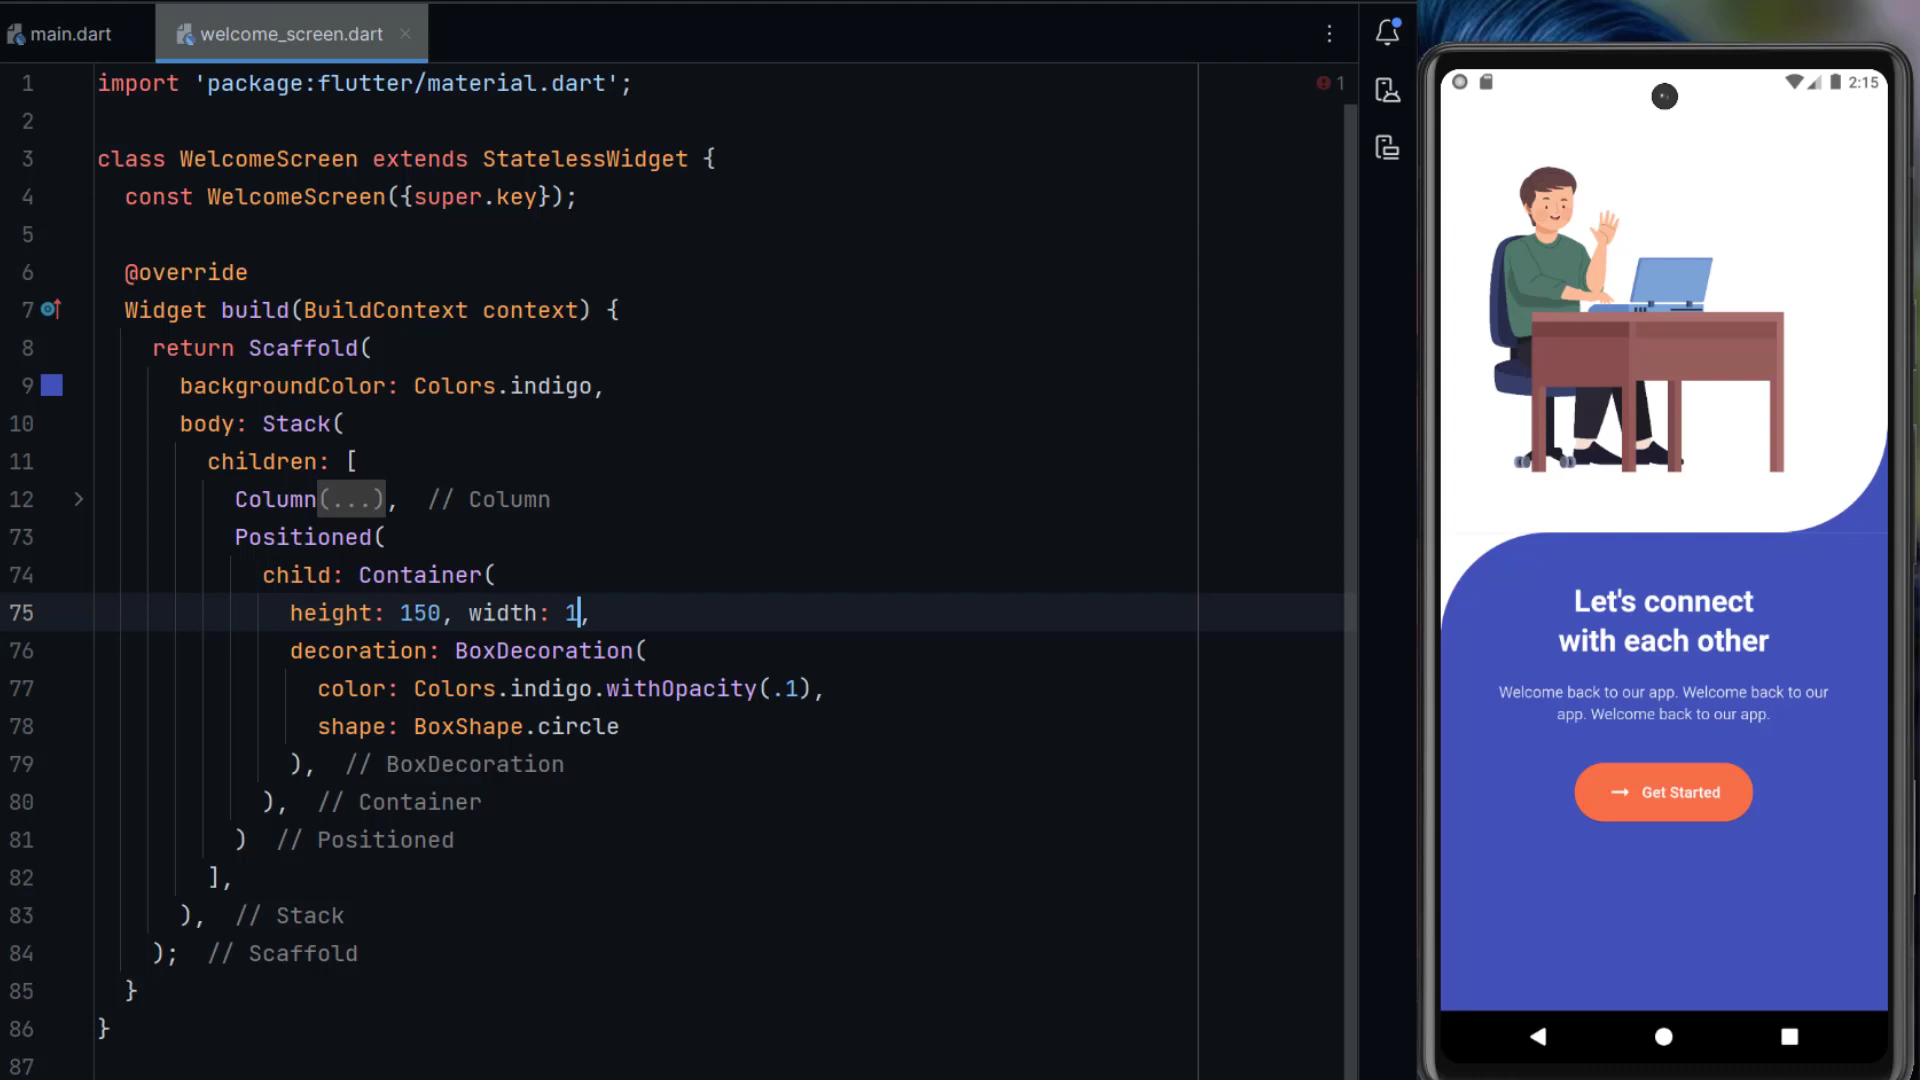 main.dart
welcome_screen.dart
1 import 'package:flutter/material.dart';
1
2
3 class WelcomeScreen extends StatelessWidget {
4 const WelcomeScreen({super.key});
5
6 @override
7 Widget build(BuildContext context) {
8 return Scaffold(
9 backgroundColor: Colors.indigo,
10 body: Stack(
11 children: [
12 Column(...), // Column
73 Positioned(
74 child: Container(
75 height: 150, width: 1,
76 decoration: BoxDecoration(
77 color: Colors.indigo.withOpacity(.1),
78 shape: BoxShape.circle
79 ), // BoxDecoration
80 ), // Container
81 ) // Positioned
82 ],
83 ), // Stack
84 ); // Scaffold
85 }
86 }
87
2:15
Let's connect
with each other
Welcome back to our app. Welcome back to our
app. Welcome back to our app.
Get Started